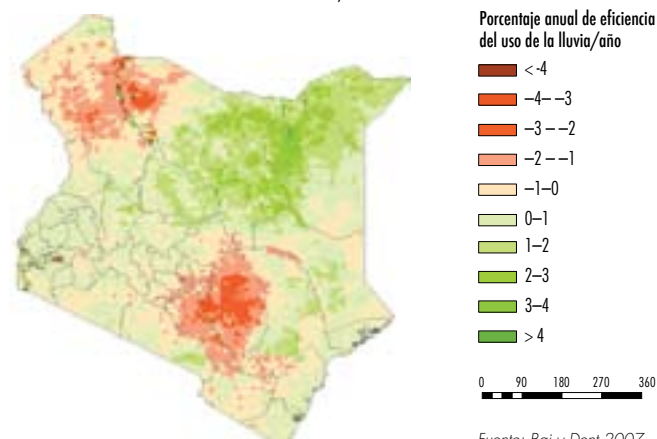 Porcentaje anual de eficiencia
del uso de la lluvia/año
< -4
–4– –3
–3 – –2
–2 – –1
–1–0
0–1
1–2
2–3
3–4
> 4
0 90 180 270 360
Fuente: Bai y Dent 2007